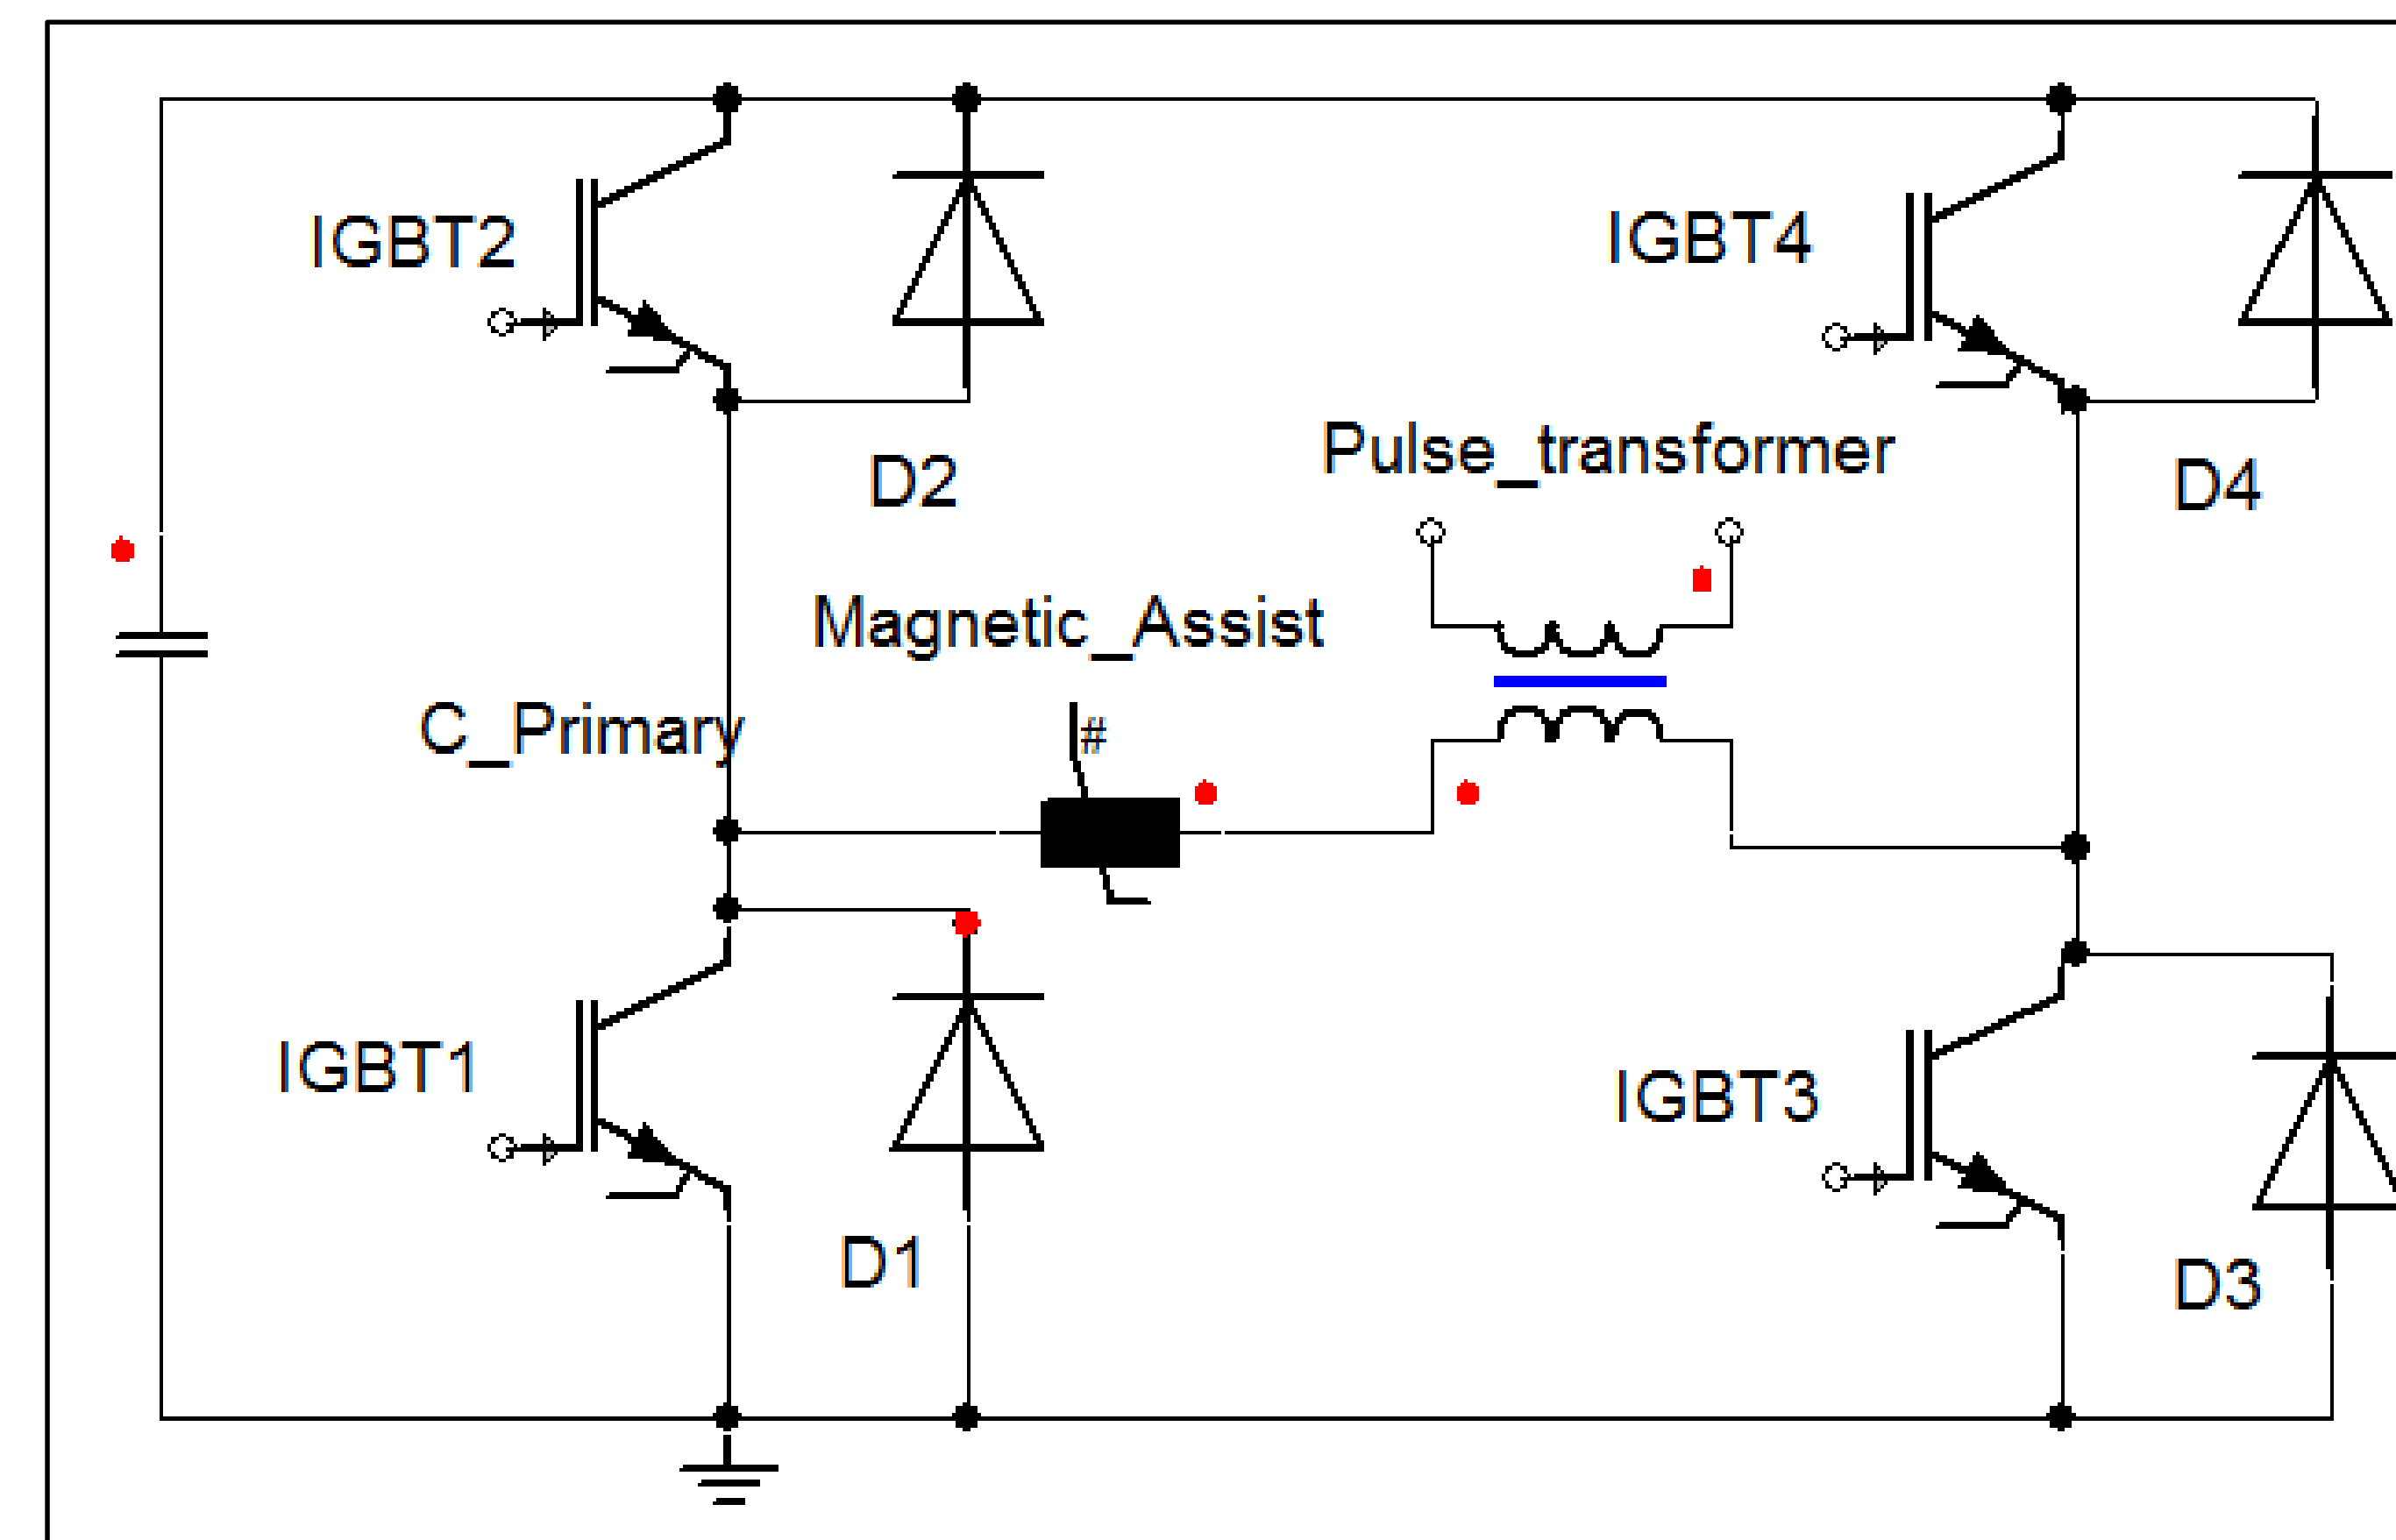 IGBT2
IGBT4
Pulse_transformer
D2
D4
Magnetic_Assist
C_Primary
#
IGBT1
IGBT3
D1
D3